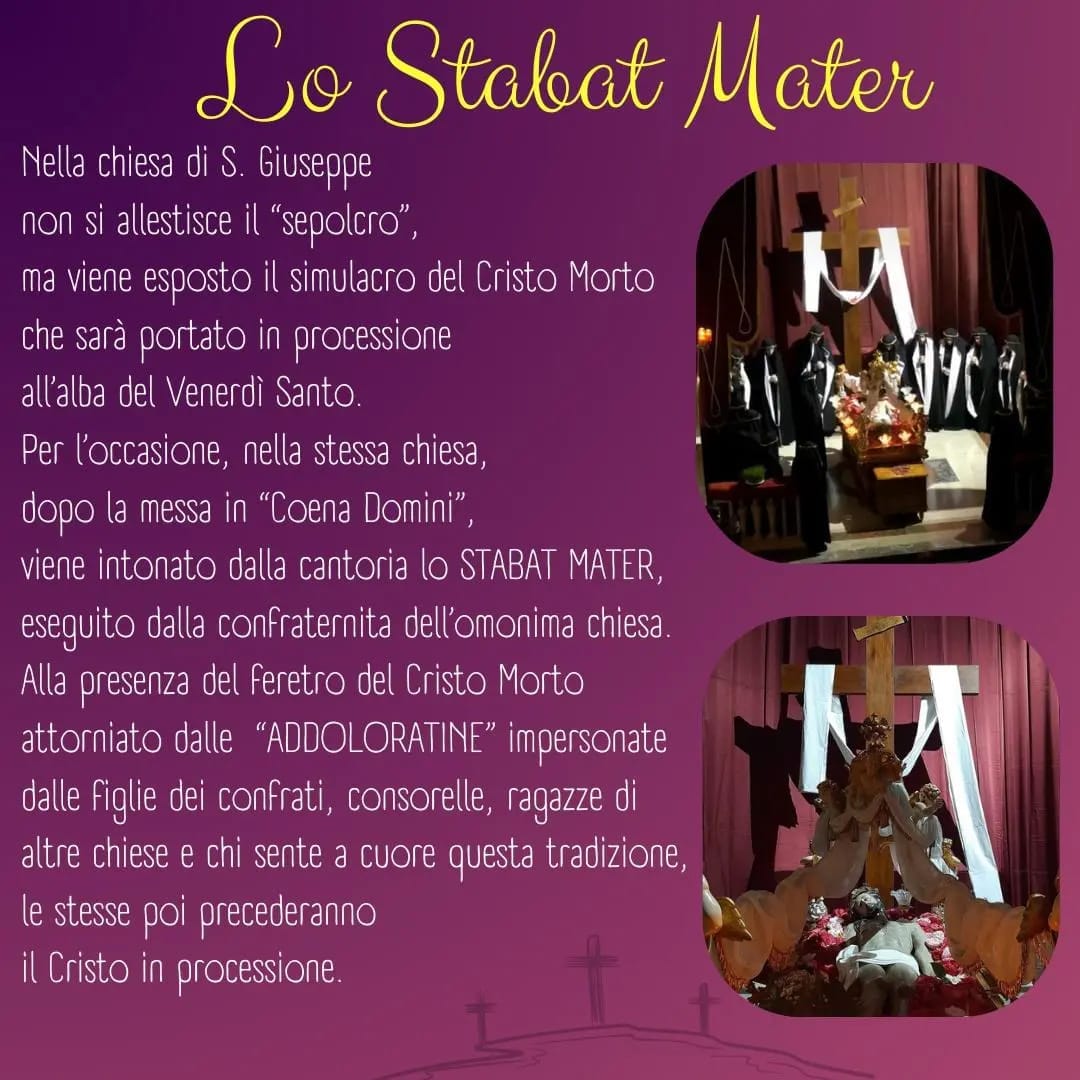 Lo Stabat Mater
Nella chiesa di S. Giuseppe
non si allestisce il “sepolcro”,
ma viene esposto il simulacro del Cristo Morto
che sarà portato in processione
all’alba del Venerdì Santo.
Per l’occasione, nella stessa chiesa,
dopo la messa in “Coena Domini”,
viene intonato dalla cantoria lo STABAT MATER,
eseguito dalla confraternita dell’omonima chiesa.
Alla presenza del feretro del Cristo Morto
attorniato dalle “ADDOLORATINE” impersonate
dalle figlie dei confrati, consorelle, ragazze di
altre chiese e chi sente a cuore questa tradizione,
le stesse poi precederanno
il Cristo in processione.